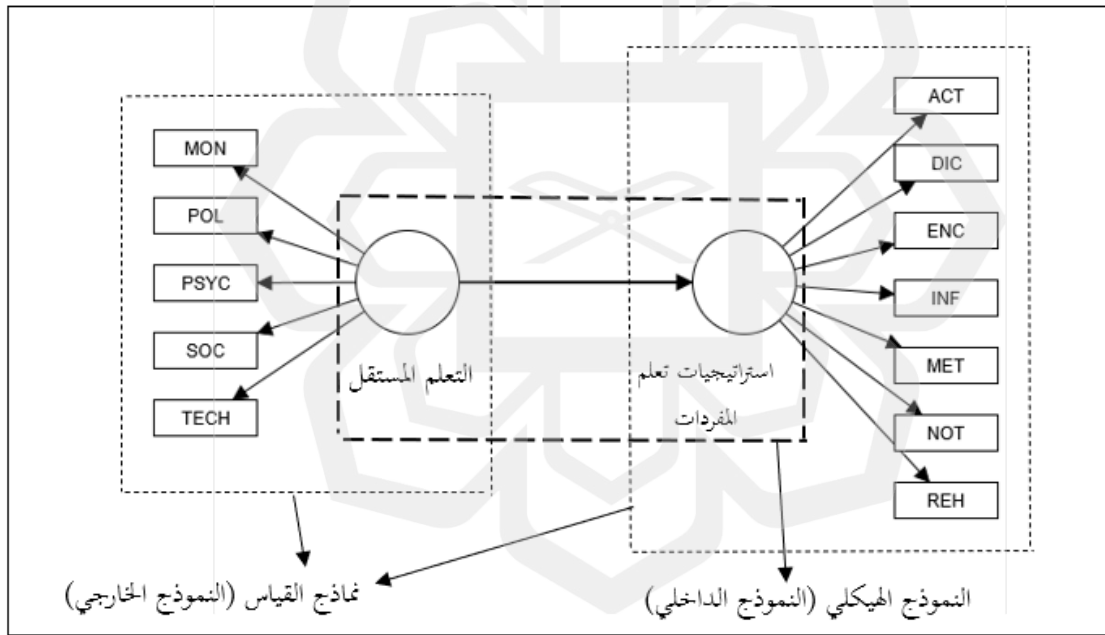 MON
POL
PSYC
SOC
TECH
التعلم المستقل
استراتيجيات تعلم
المفردات
ACT
DIC
ENC
INF
MET
NOT
REH
نماذج القياس (النموذج الخارجي)
النموذج الهيكلي (النموذج الداخلي)